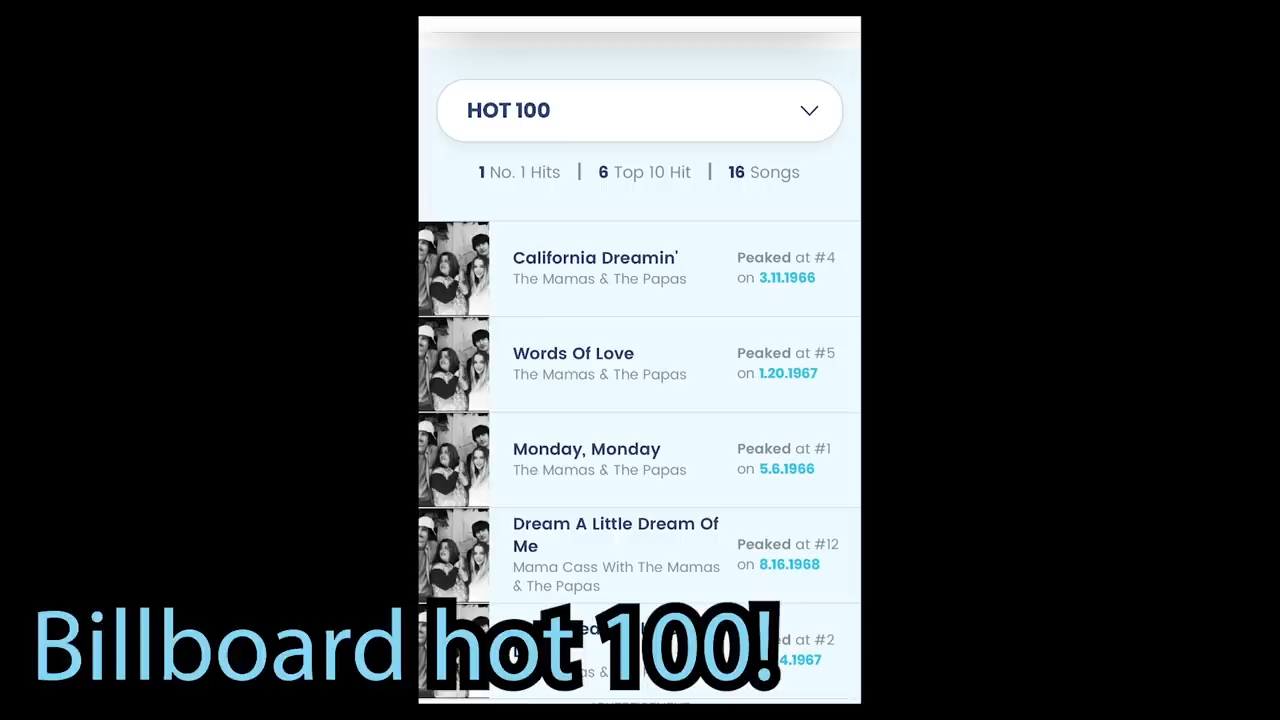 HOT 100
1 No. 1 Hits | 6 Top 10 Hit | 16 Songs
California Dreamin'
The Mamas & The Papas
Peaked at #4
on 3.11.1966
Words Of Love
The Mamas & The Papas
Peaked at #5
on 1.20.1967
Monday, Monday
The Mamas & The Papas
Peaked at #1
on 5.6.1966
Dream A Little Dream Of
Me
Mama Cass With The Mamas
& The Papas
Peaked at #12
on 8.16.1968
at #2
Billboard hot 100!